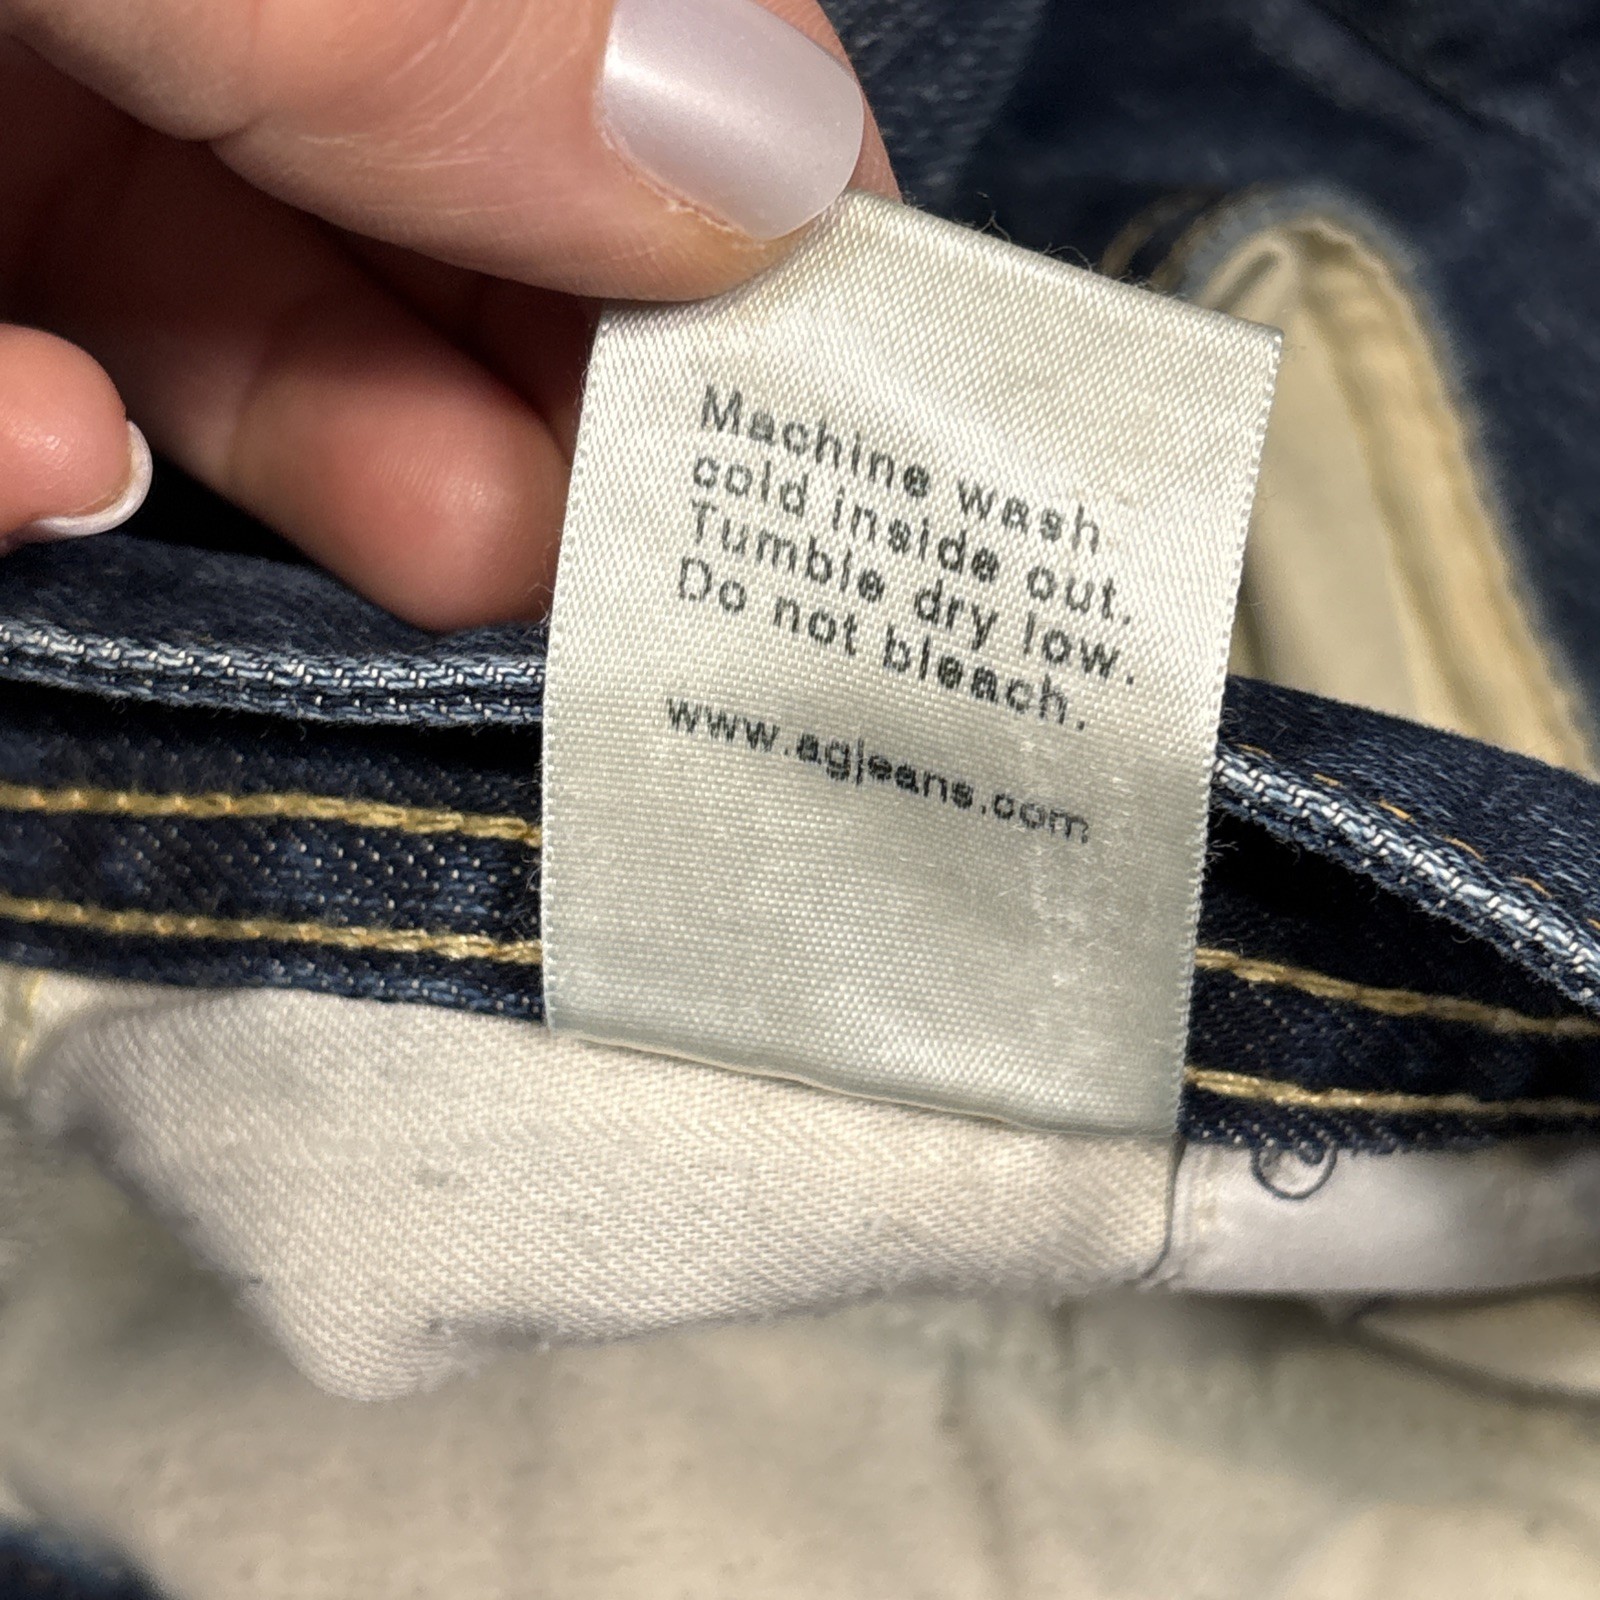 Machine wash
cold inside out.
Tumble dry low.
Do not bleach.
www.agjeans.com